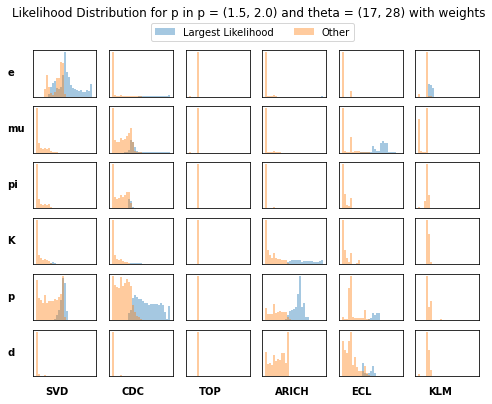 Likelihood Distribution for p in p = (1.5, 2.0) and theta = (17, 28) with weights
Largest Likelihood Other
e
mu
pi
K
p
d
SVD CDC TOP ARICH ECL KLM